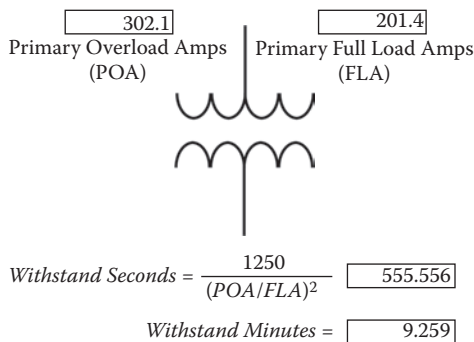 302.1 201.4
Primary Overload Amps Primary Full Load Amps
(POA) (FLA)
Withstand Seconds = 1250 / (POA/FLA)² 555.556
Withstand Minutes = 9.259